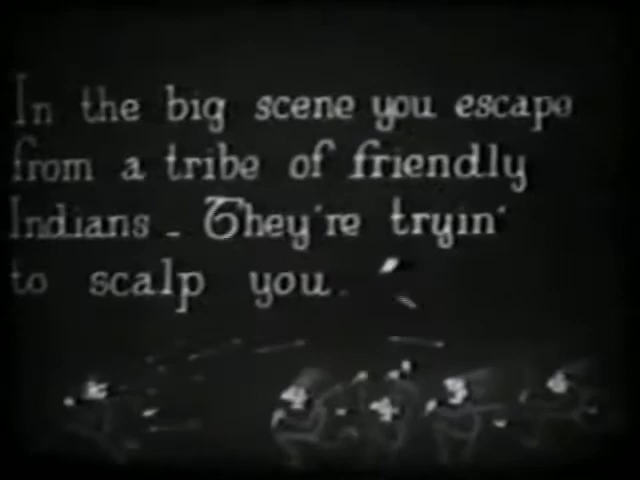 In the big scene you escape
from a tribe of friendly
Indians - They're tryin'
to scalp you.